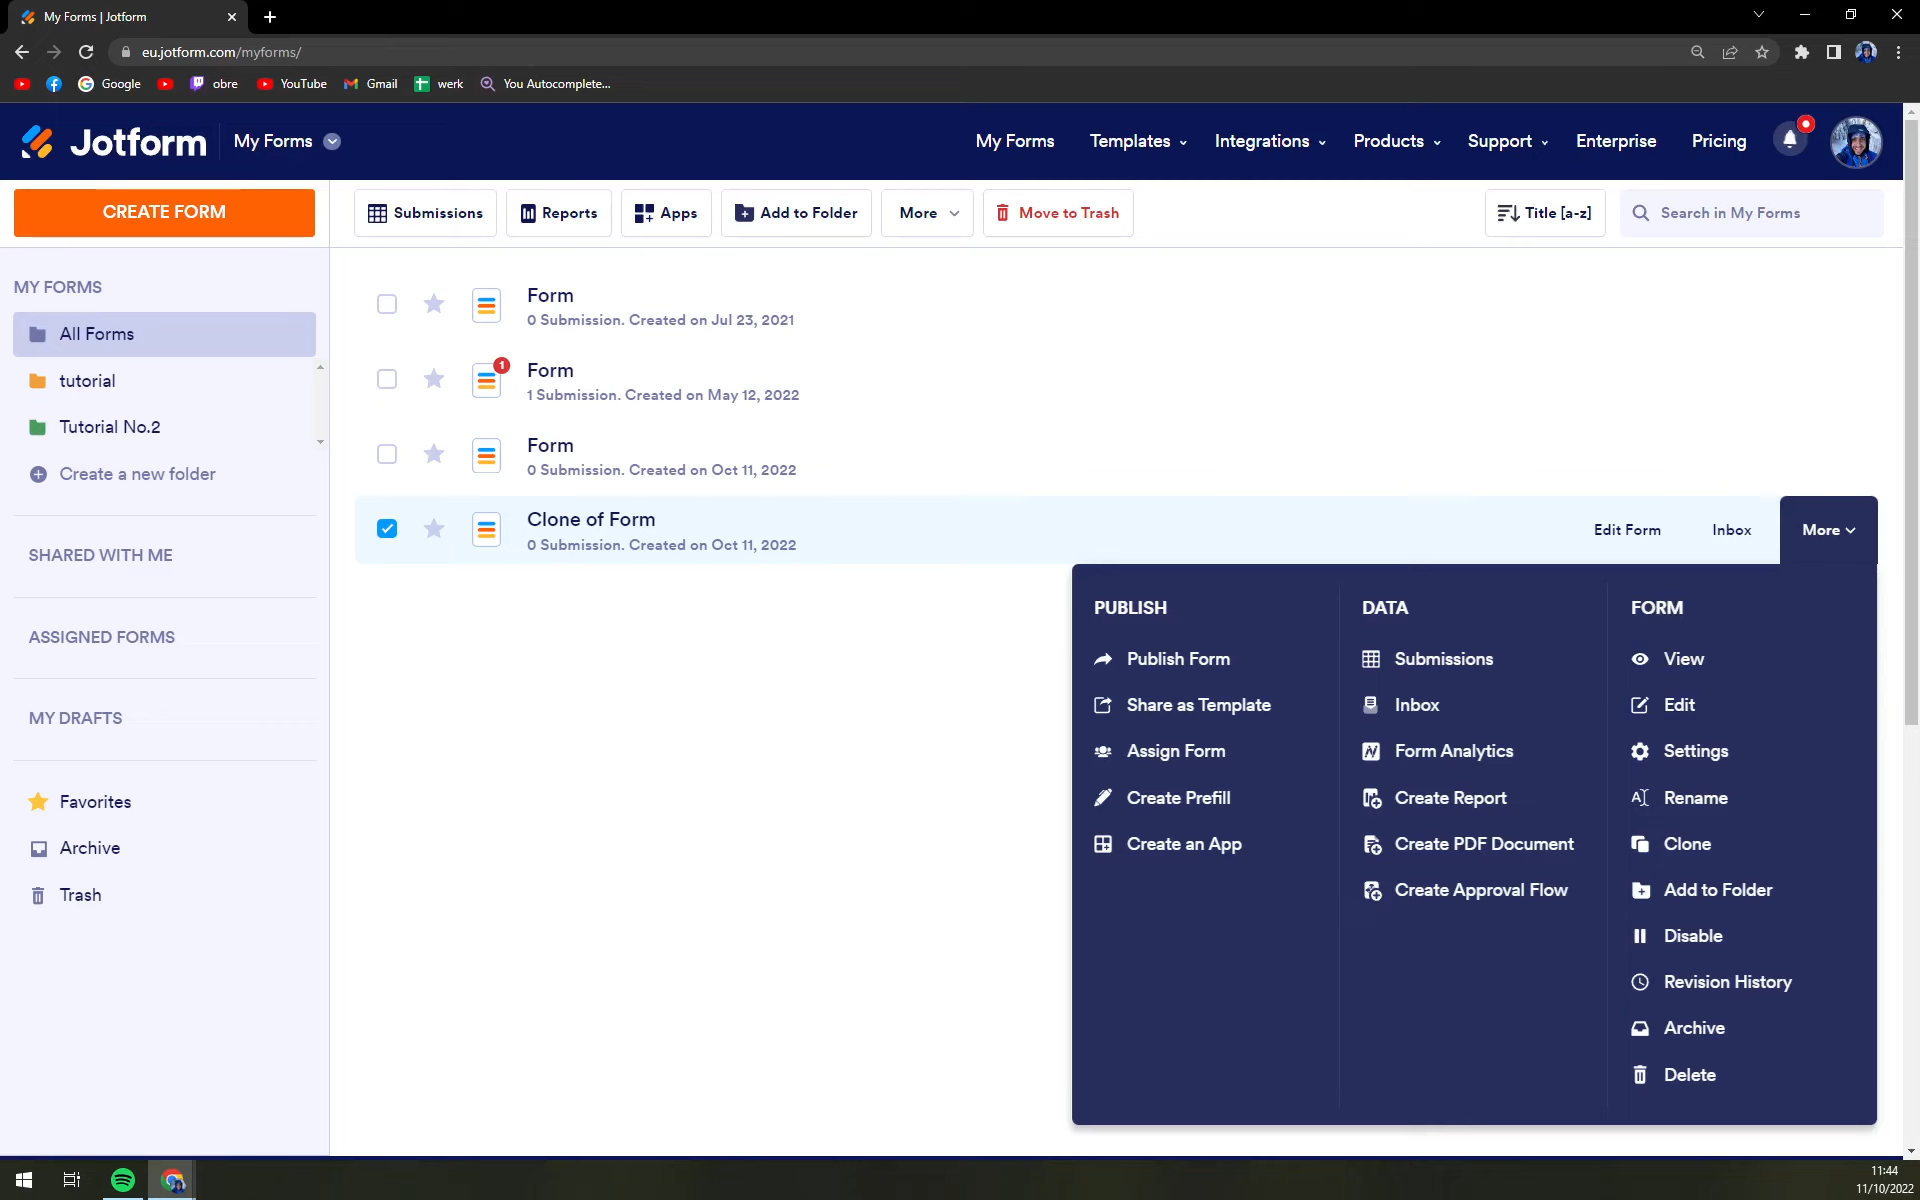 My Forms | Jotform
eu.jotform.com/myforms/
Google
obre
YouTube
Gmail
werk
You Autocomplete...
Jotform
My Forms
My Forms
Templates
Integrations
Products
Support
Enterprise
Pricing
CREATE FORM
Submissions
Reports
Apps
Add to Folder
More
Move to Trash
Title [a-z]
Search in My Forms
MY FORMS
All Forms
tutorial
Tutorial No.2
Create a new folder
SHARED WITH ME
ASSIGNED FORMS
MY DRAFTS
Favorites
Archive
Trash
Form
0 Submission. Created on Jul 23, 2021
1
Form
1 Submission. Created on May 12, 2022
Form
0 Submission. Created on Oct 11, 2022
Clone of Form
0 Submission. Created on Oct 11, 2022
Edit Form
Inbox
More
PUBLISH
Publish Form
Share as Template
Assign Form
Create Prefill
Create an App
DATA
Submissions
Inbox
Form Analytics
Create Report
Create PDF Document
Create Approval Flow
FORM
View
Edit
Settings
Rename
Clone
Add to Folder
Disable
Revision History
Archive
Delete
11:44
11/10/2022